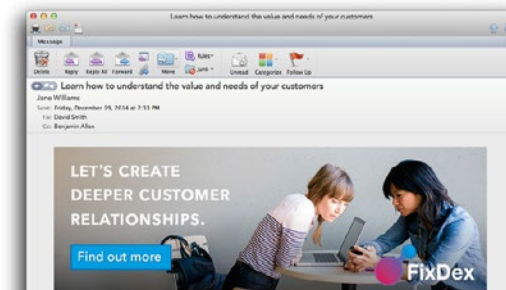 Learn how to understand the value and needs of your customers
Message
Delete Reply Reply All Forward Move Rules Junk Unread Categorize Follow Up
Learn how to understand the value and needs of your customers
Jane Williams
Sent: Friday, December 19, 2014 at 2:33 PM
To: David Smith
Cc: Benjamin Allen
LET'S CREATE
DEEPER CUSTOMER
RELATIONSHIPS.
Find out more
FixDex